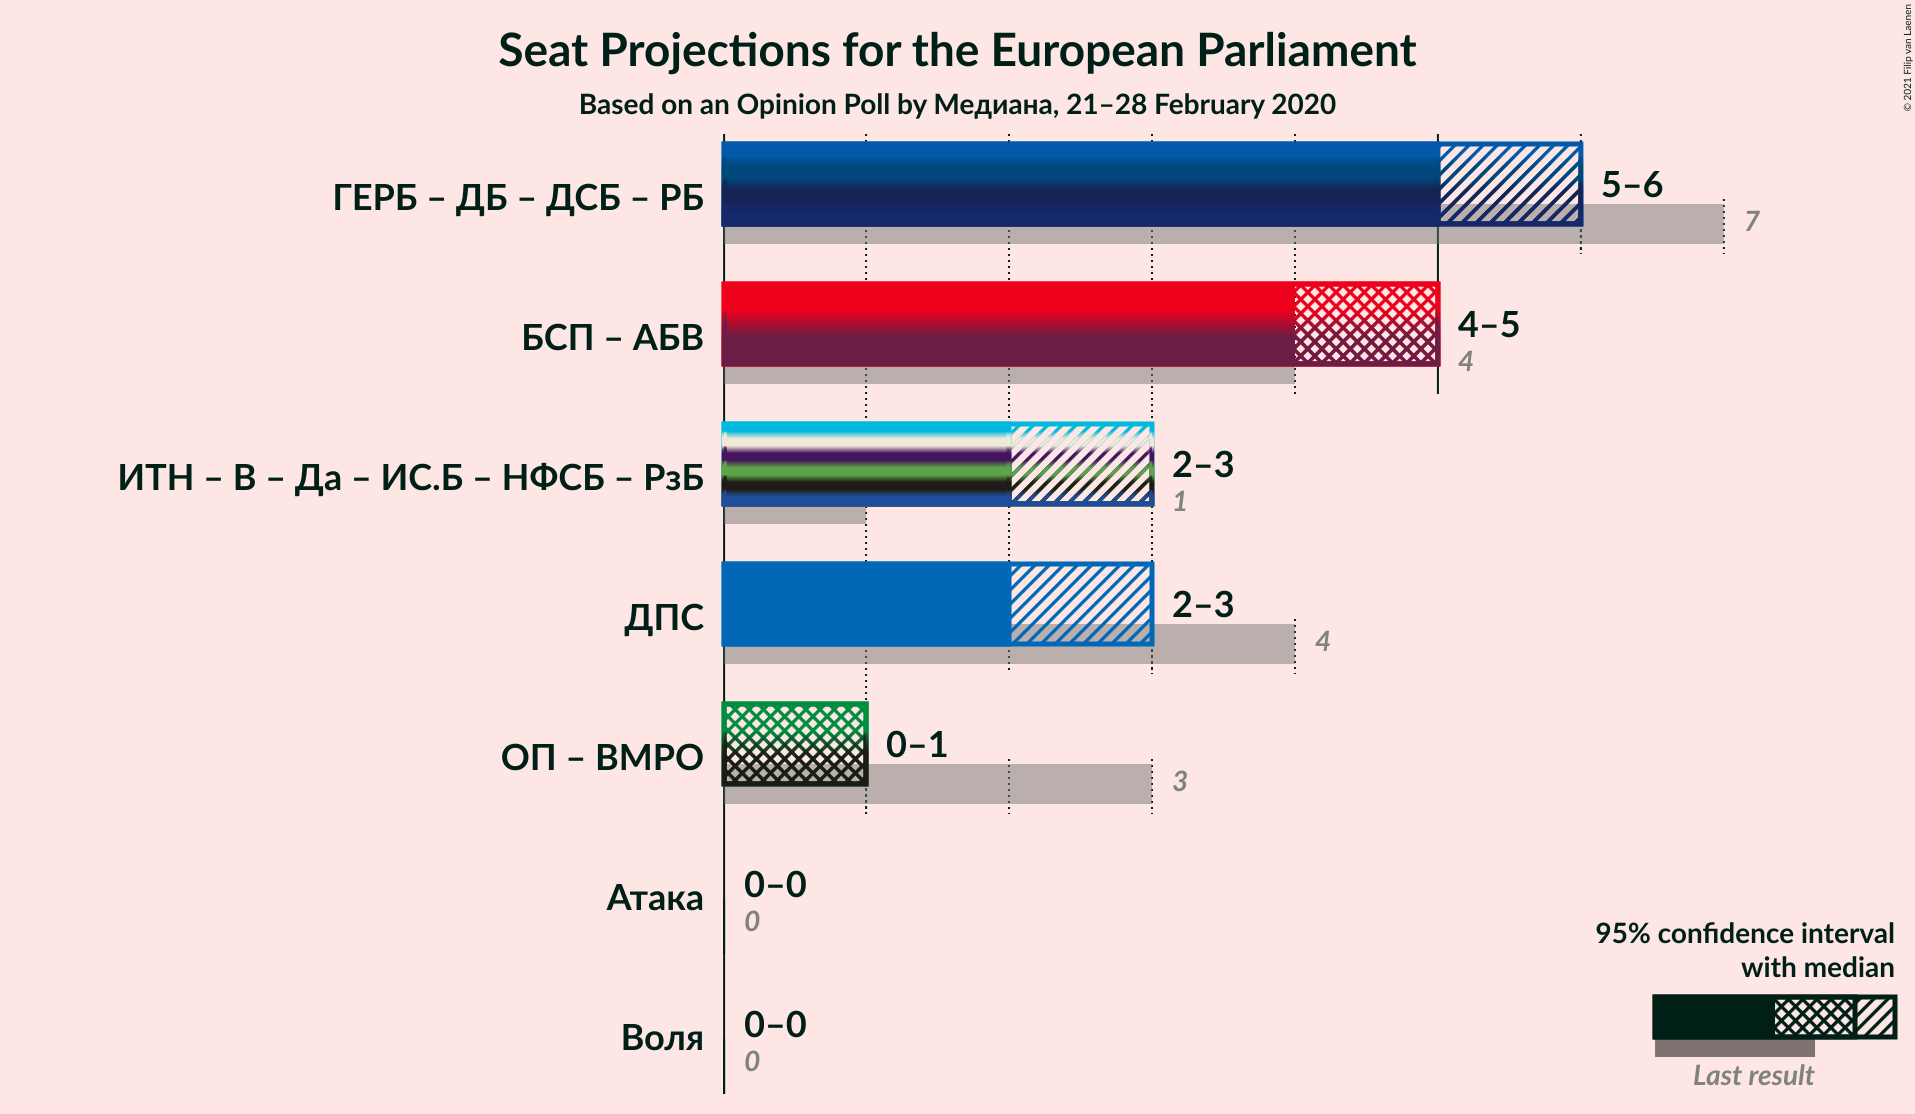 Seat Projections for the European Parliament
Based on an Opinion Poll by Медиана, 21–28 February 2020
© 2021 Filip van Laenen
ГЕРБ – ДБ – ДСБ – РБ
5–6
7
БСП – АБВ
4–5
4
ИТН – В – Да – ИС.Б – НФСБ – РзБ
2–3
1
ДПС
2–3
4
ОП – ВМРО
0–1
3
Атака
0–0
0
Воля
0–0
0
95% confidence interval
with median
Last result